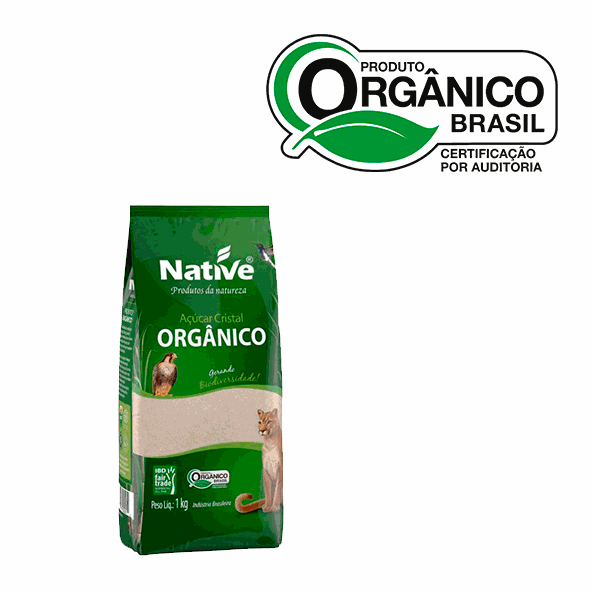 PRODUTO
ORGÂNICO
BRASIL
CERTIFICAÇÃO
POR AUDITORIA
Native®
Produtos da natureza
Açúcar Cristal
ORGÂNICO
Gerando
Biodiversidade!
IBD
fair
trade
PRODUTO
ORGÂNICO
BRASIL
Peso Líq.: 1 kg
Indústria Brasileira